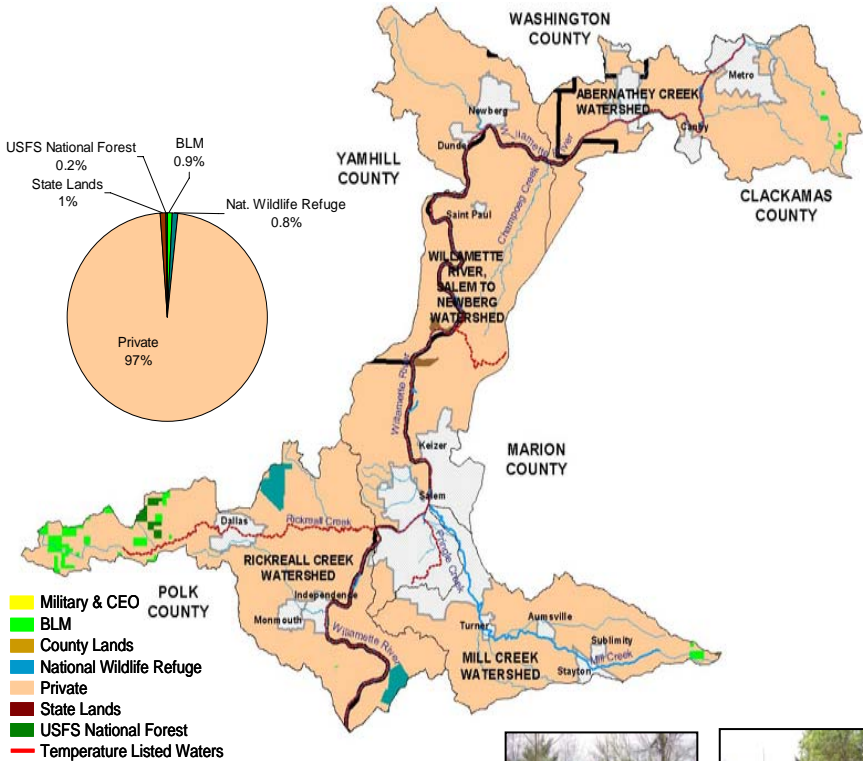 WASHINGTON
COUNTY
Metro
ABERNATHEY CREEK
WATERSHED
Newberg
Canby
USFS National Forest
0.2%
BLM
0.9%
State Lands
1%
Nat. Wildlife Refuge
0.8%
Private
97%
YAMHILL
COUNTY
River
CLACKAMAS
COUNTY
Saint Paul
Champoeg Creek
WILLAMETTE
RIVER,
SALEM TO
NEWBERG
WATERSHED
Willamette River
Keizer
MARION
COUNTY
Salem
Dallas
Rickreall Creek
Pringle Creek
RICKREALL CREEK
WATERSHED
Independence
POLK
COUNTY
Monmouth
Willamette River
Turner
Aumsville
Sublimity
Mill Creek
Stayton
MILL CREEK
WATERSHED
Military & CEO
BLM
County Lands
National Wildlife Refuge
Private
State Lands
USFS National Forest
Temperature Listed Waters